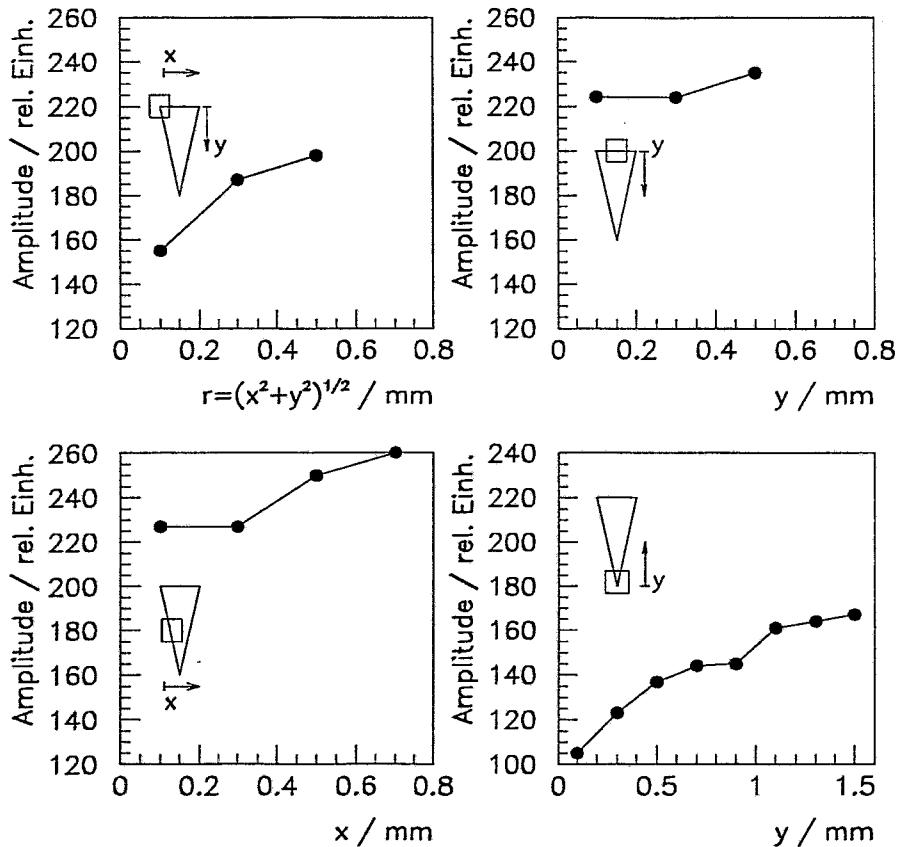 Amplitude / rel. Einh.
260
240
220
200
180
160
140
120
0 0.2 0.4 0.6 0.8
x
y
r=(x²+y²)^1/2 / mm
Amplitude / rel. Einh.
260
240
220
200
180
160
140
120
0 0.2 0.4 0.6 0.8
y
y / mm
Amplitude / rel. Einh.
260
240
220
200
180
160
140
120
0 0.2 0.4 0.6 0.8
x
x / mm
Amplitude / rel. Einh.
240
220
200
180
160
140
120
100
0 0.5 1 1.5
y
y / mm